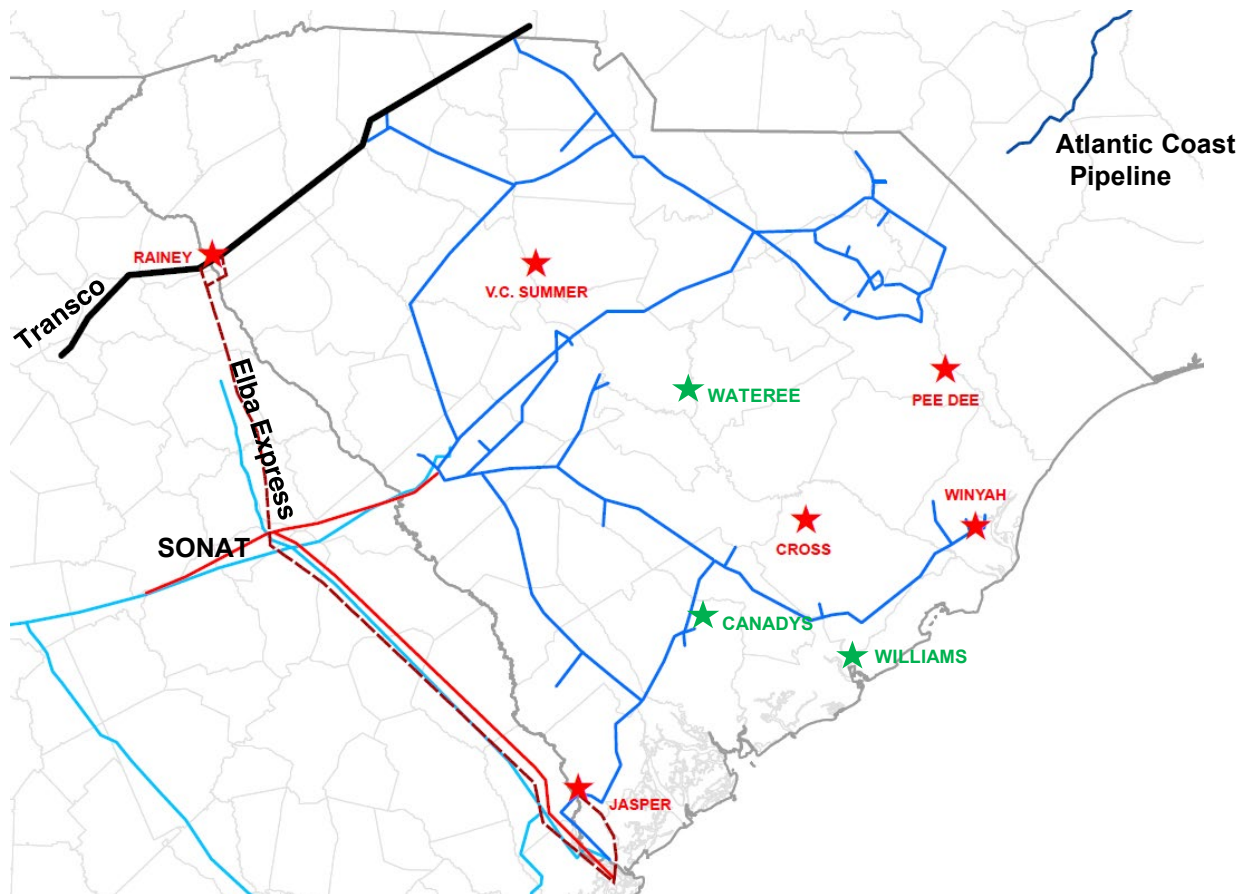 Atlantic Coast
Pipeline
RAINEY
V.C. SUMMER
Transco
Elba Express
WATEREE
PEE DEE
WINYAH
SONAT
CROSS
CANADYS
WILLIAMS
JASPER